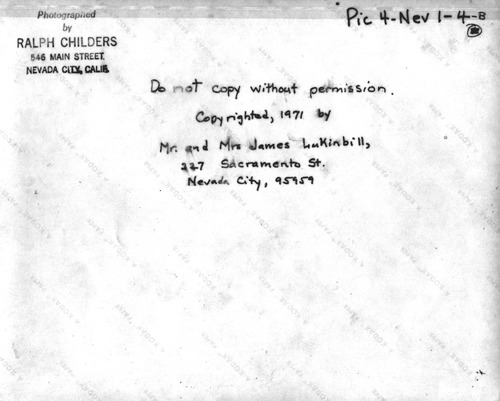 Photographed
by
RALPH CHILDERS
546 MAIN STREET.
NEVADA CITY, CALIF.
Pic 4-Nev 1-4--B
Do not copy without permission.
Copyrighted, 1971 by
Mr. and Mrs James Lukinbill,
227 Sacramento St.
Nevada City, 95959